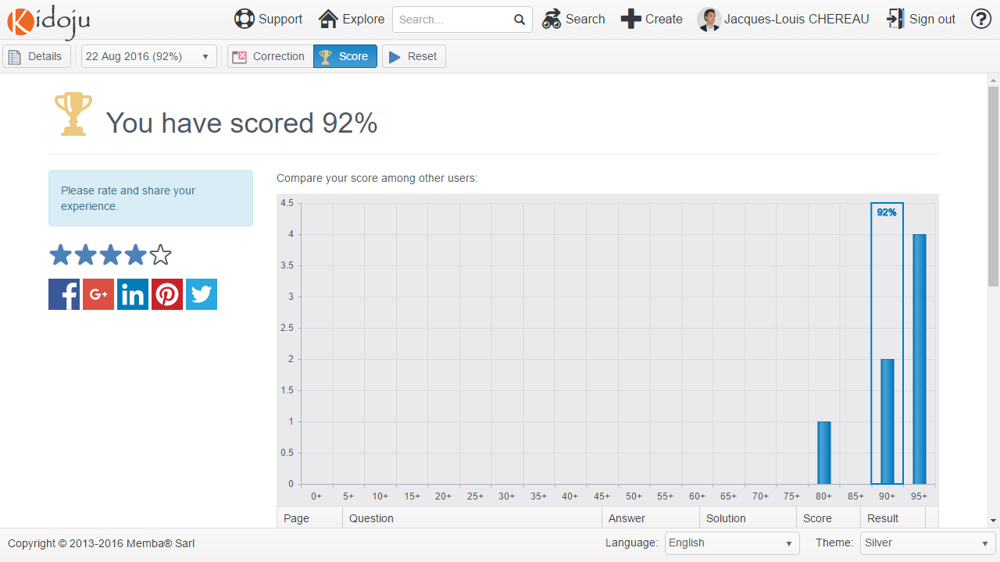 Kidoju Support Explore Search... Search Create Jacques-Louis CHEREAU Sign out ?
Details 22 Aug 2016 (92%) Correction Score Reset
You have scored 92%
Please rate and share your
experience.
Compare your score among other users:
4.5
92%
4
3.5
3
2.5
2
1.5
1
0.5
0
0+ 5+ 10+ 15+ 20+ 25+ 30+ 35+ 40+ 45+ 50+ 55+ 60+ 65+ 70+ 75+ 80+ 85+ 90+ 95+
f G+ in
Page Question Answer Solution Score Result
Copyright © 2013-2016 Memba® Sarl Language: English Theme: Silver